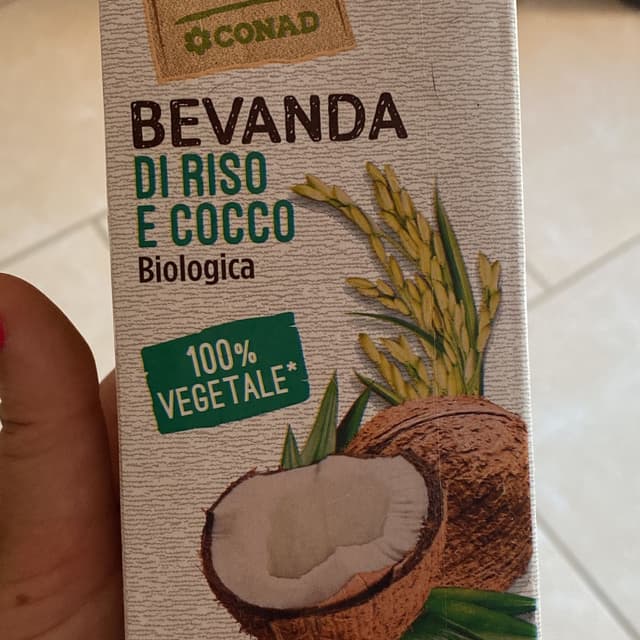 CONAD
BEVANDA
DI RISO
E COCCO
Biologica
100%
VEGETALE*